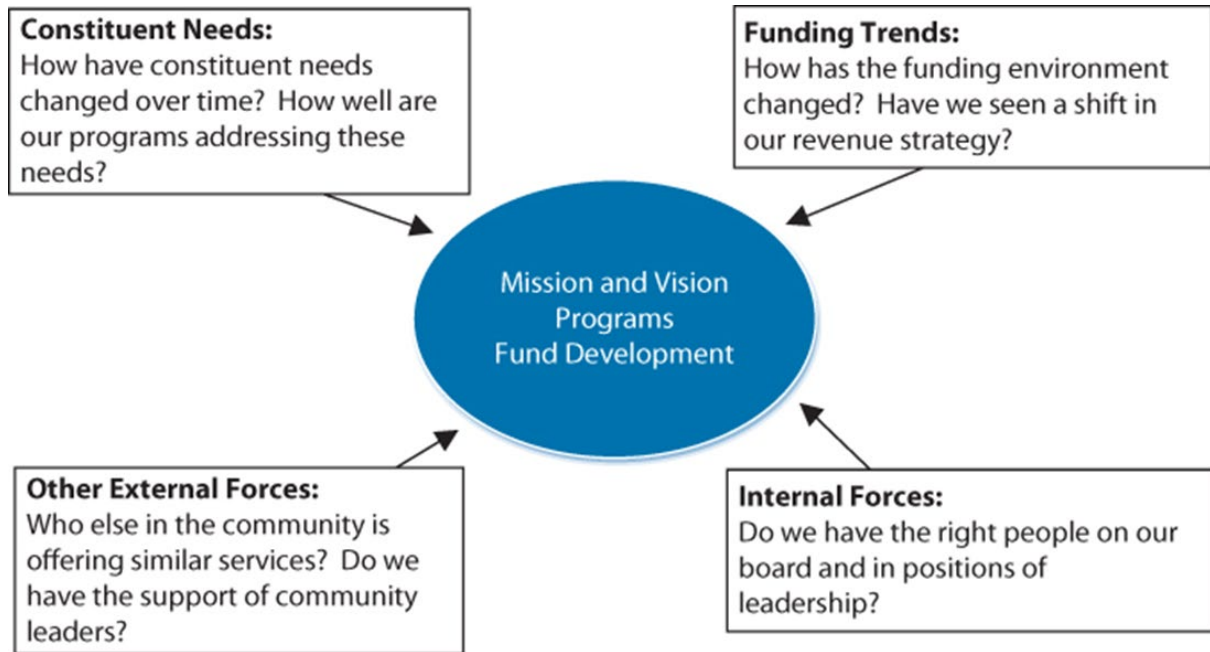 Constituent Needs:
How have constituent needs
changed over time? How well are
our programs addressing these
needs?
Funding Trends:
How has the funding environment
changed? Have we seen a shift in
our revenue strategy?
Mission and Vision
Programs
Fund Development
Other External Forces:
Who else in the community is
offering similar services? Do we
have the support of community
leaders?
Internal Forces:
Do we have the right people on our
board and in positions of
leadership?